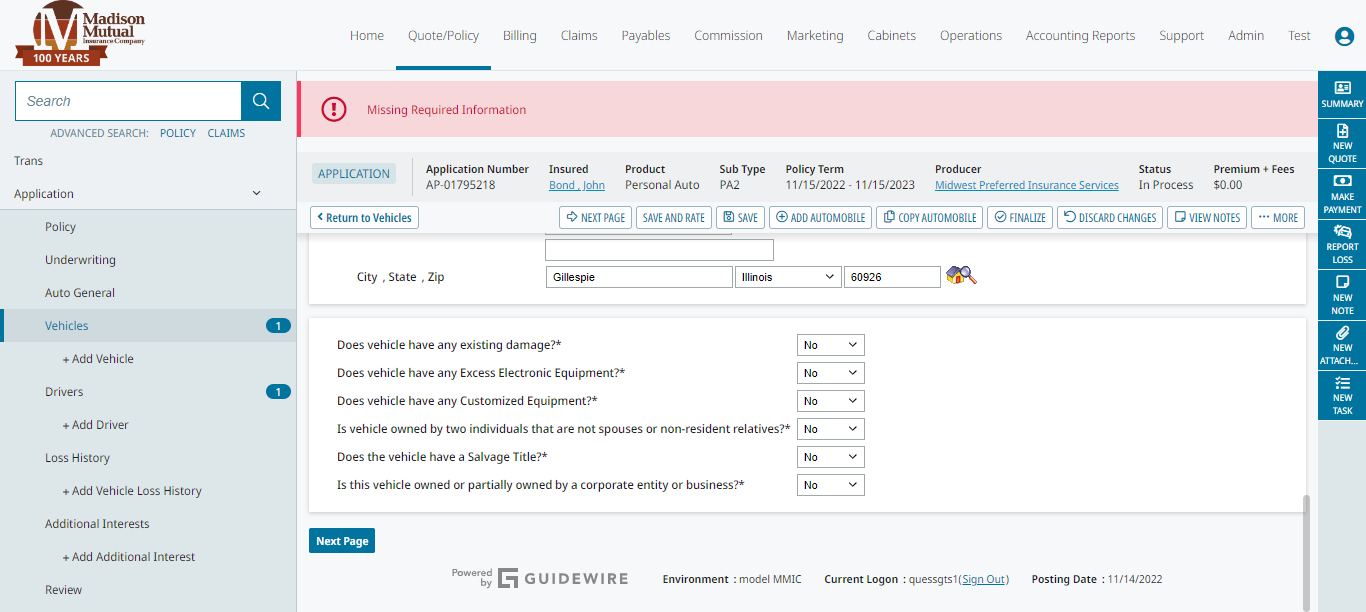 Madison
Mutual
Insurance Company
100 YEARS
Home
Quote/Policy
Billing
Claims
Payables
Commission
Marketing
Cabinets
Operations
Accounting Reports
Support
Admin
Test
Search
ADVANCED SEARCH: POLICY CLAIMS
Trans
Application
Policy
Underwriting
Auto General
Vehicles 1
+ Add Vehicle
Drivers 1
+ Add Driver
Loss History
+ Add Vehicle Loss History
Additional Interests
+ Add Additional Interest
Review
Missing Required Information
APPLICATION
Application Number
AP-01795218
Insured
Bond , John
Product
Personal Auto
Sub Type
PA2
Policy Term
11/15/2022 - 11/15/2023
Producer
Midwest Preferred Insurance Services
Status
In Process
Premium + Fees
$0.00
Return to Vehicles
NEXT PAGE
SAVE AND RATE
SAVE
ADD AUTOMOBILE
COPY AUTOMOBILE
FINALIZE
DISCARD CHANGES
VIEW NOTES
MORE
City , State , Zip Gillespie Illinois 60926
Does vehicle have any existing damage?* No
Does vehicle have any Excess Electronic Equipment?* No
Does vehicle have any Customized Equipment?* No
Is vehicle owned by two individuals that are not spouses or non-resident relatives?* No
Does the vehicle have a Salvage Title?* No
Is this vehicle owned or partially owned by a corporate entity or business?* No
Next Page
Powered
by
GUIDEWIRE
Environment : model MMIC
Current Logon : quessgts1(Sign Out)
Posting Date : 11/14/2022
SUMMARY
NEW
QUOTE
MAKE
PAYMENT
REPORT
LOSS
NEW
NOTE
NEW
ATTACH...
NEW
TASK